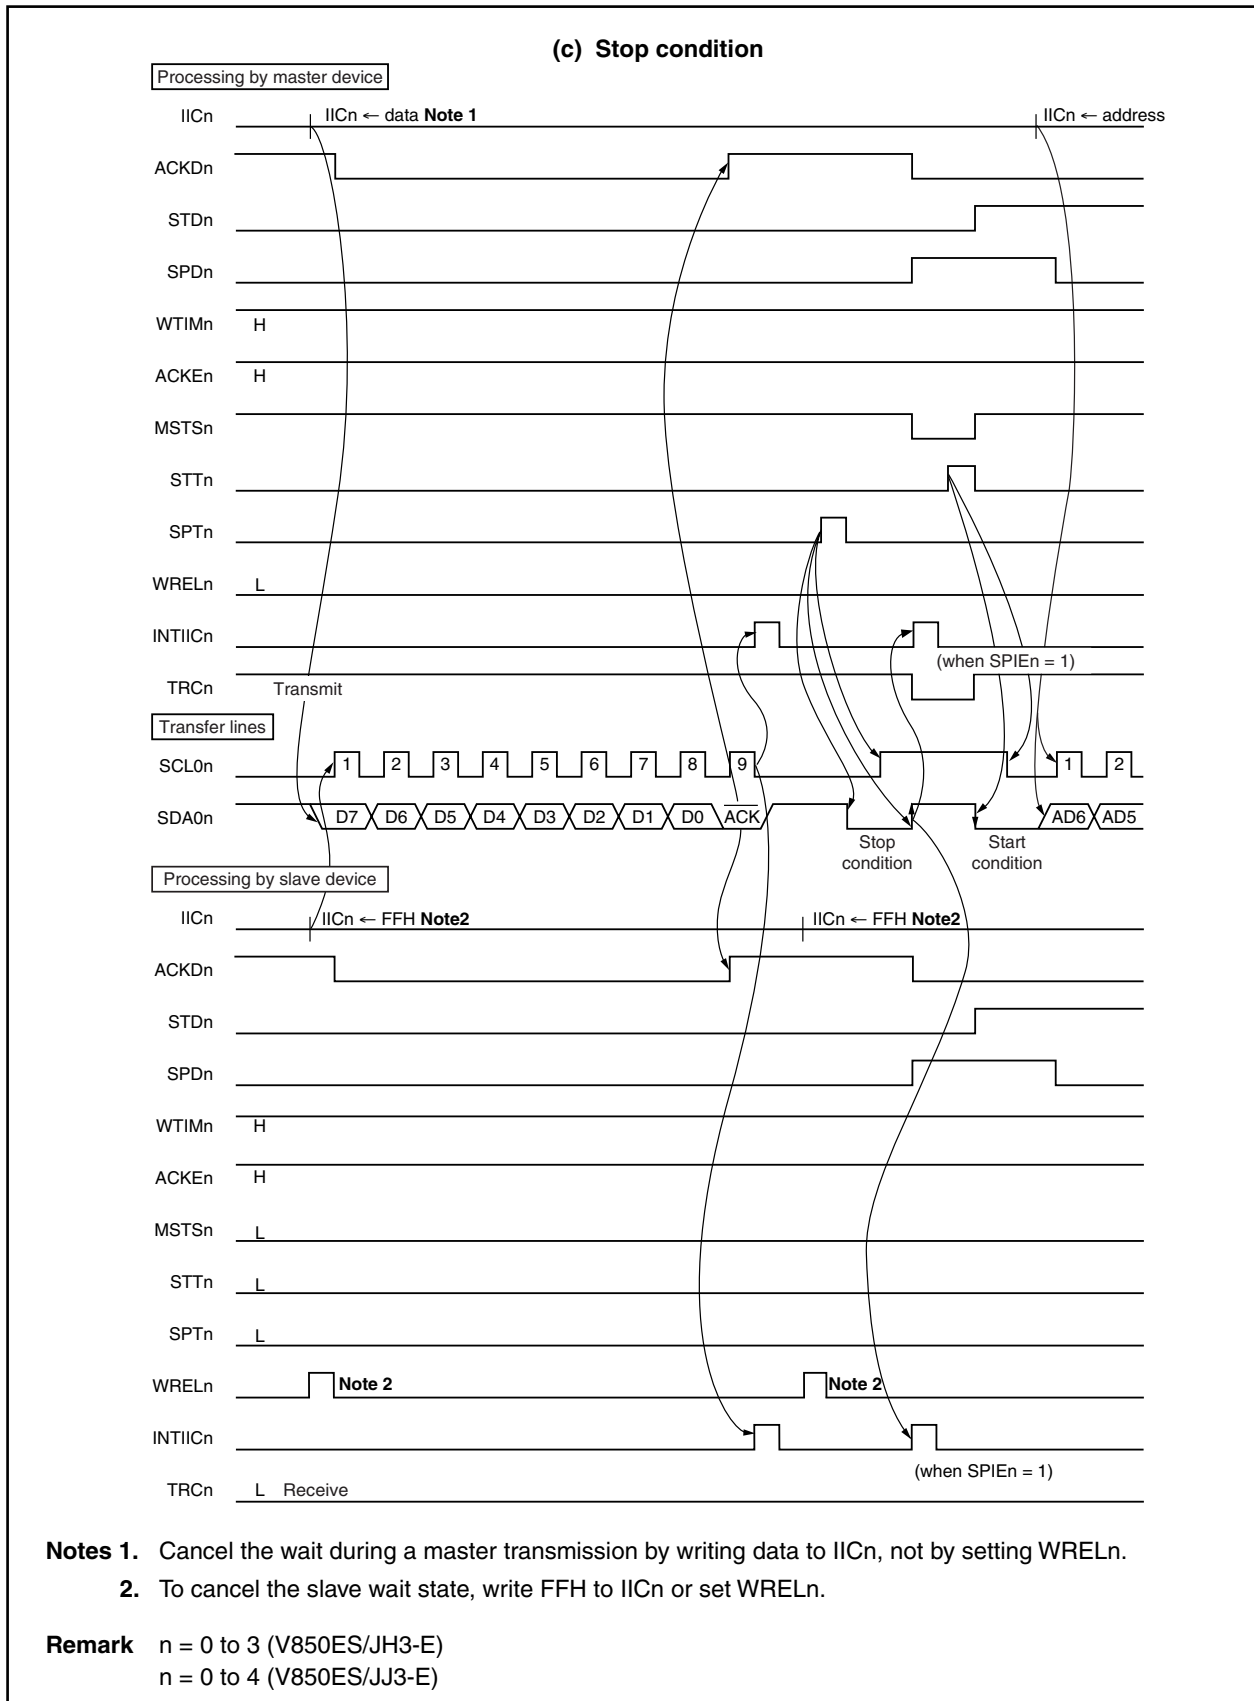 (c) Stop condition
Processing by master device
IICn IICn ← data Note 1 IICn ← address
ACKDn
STDn
SPDn
WTIMn H
ACKEn H
MSTSn
STTn
SPTn
WRELn L
INTIICn
(when SPIEn = 1)
TRCn Transmit
Transfer lines
SCL0n 1 2 3 4 5 6 7 8 9 1 2
SDA0n D7 D6 D5 D4 D3 D2 D1 D0 ACK AD6 AD5
Stop Start
condition condition
Processing by slave device
IICn IICn ← FFH Note2 IICn ← FFH Note2
ACKDn
STDn
SPDn
WTIMn H
ACKEn H
MSTSn L
STTn L
SPTn L
WRELn Note 2 Note 2
INTIICn
(when SPIEn = 1)
TRCn L Receive
Notes 1. Cancel the wait during a master transmission by writing data to IICn, not by setting WRELn.
2. To cancel the slave wait state, write FFH to IICn or set WRELn.
Remark n = 0 to 3 (V850ES/JH3-E)
n = 0 to 4 (V850ES/JJ3-E)